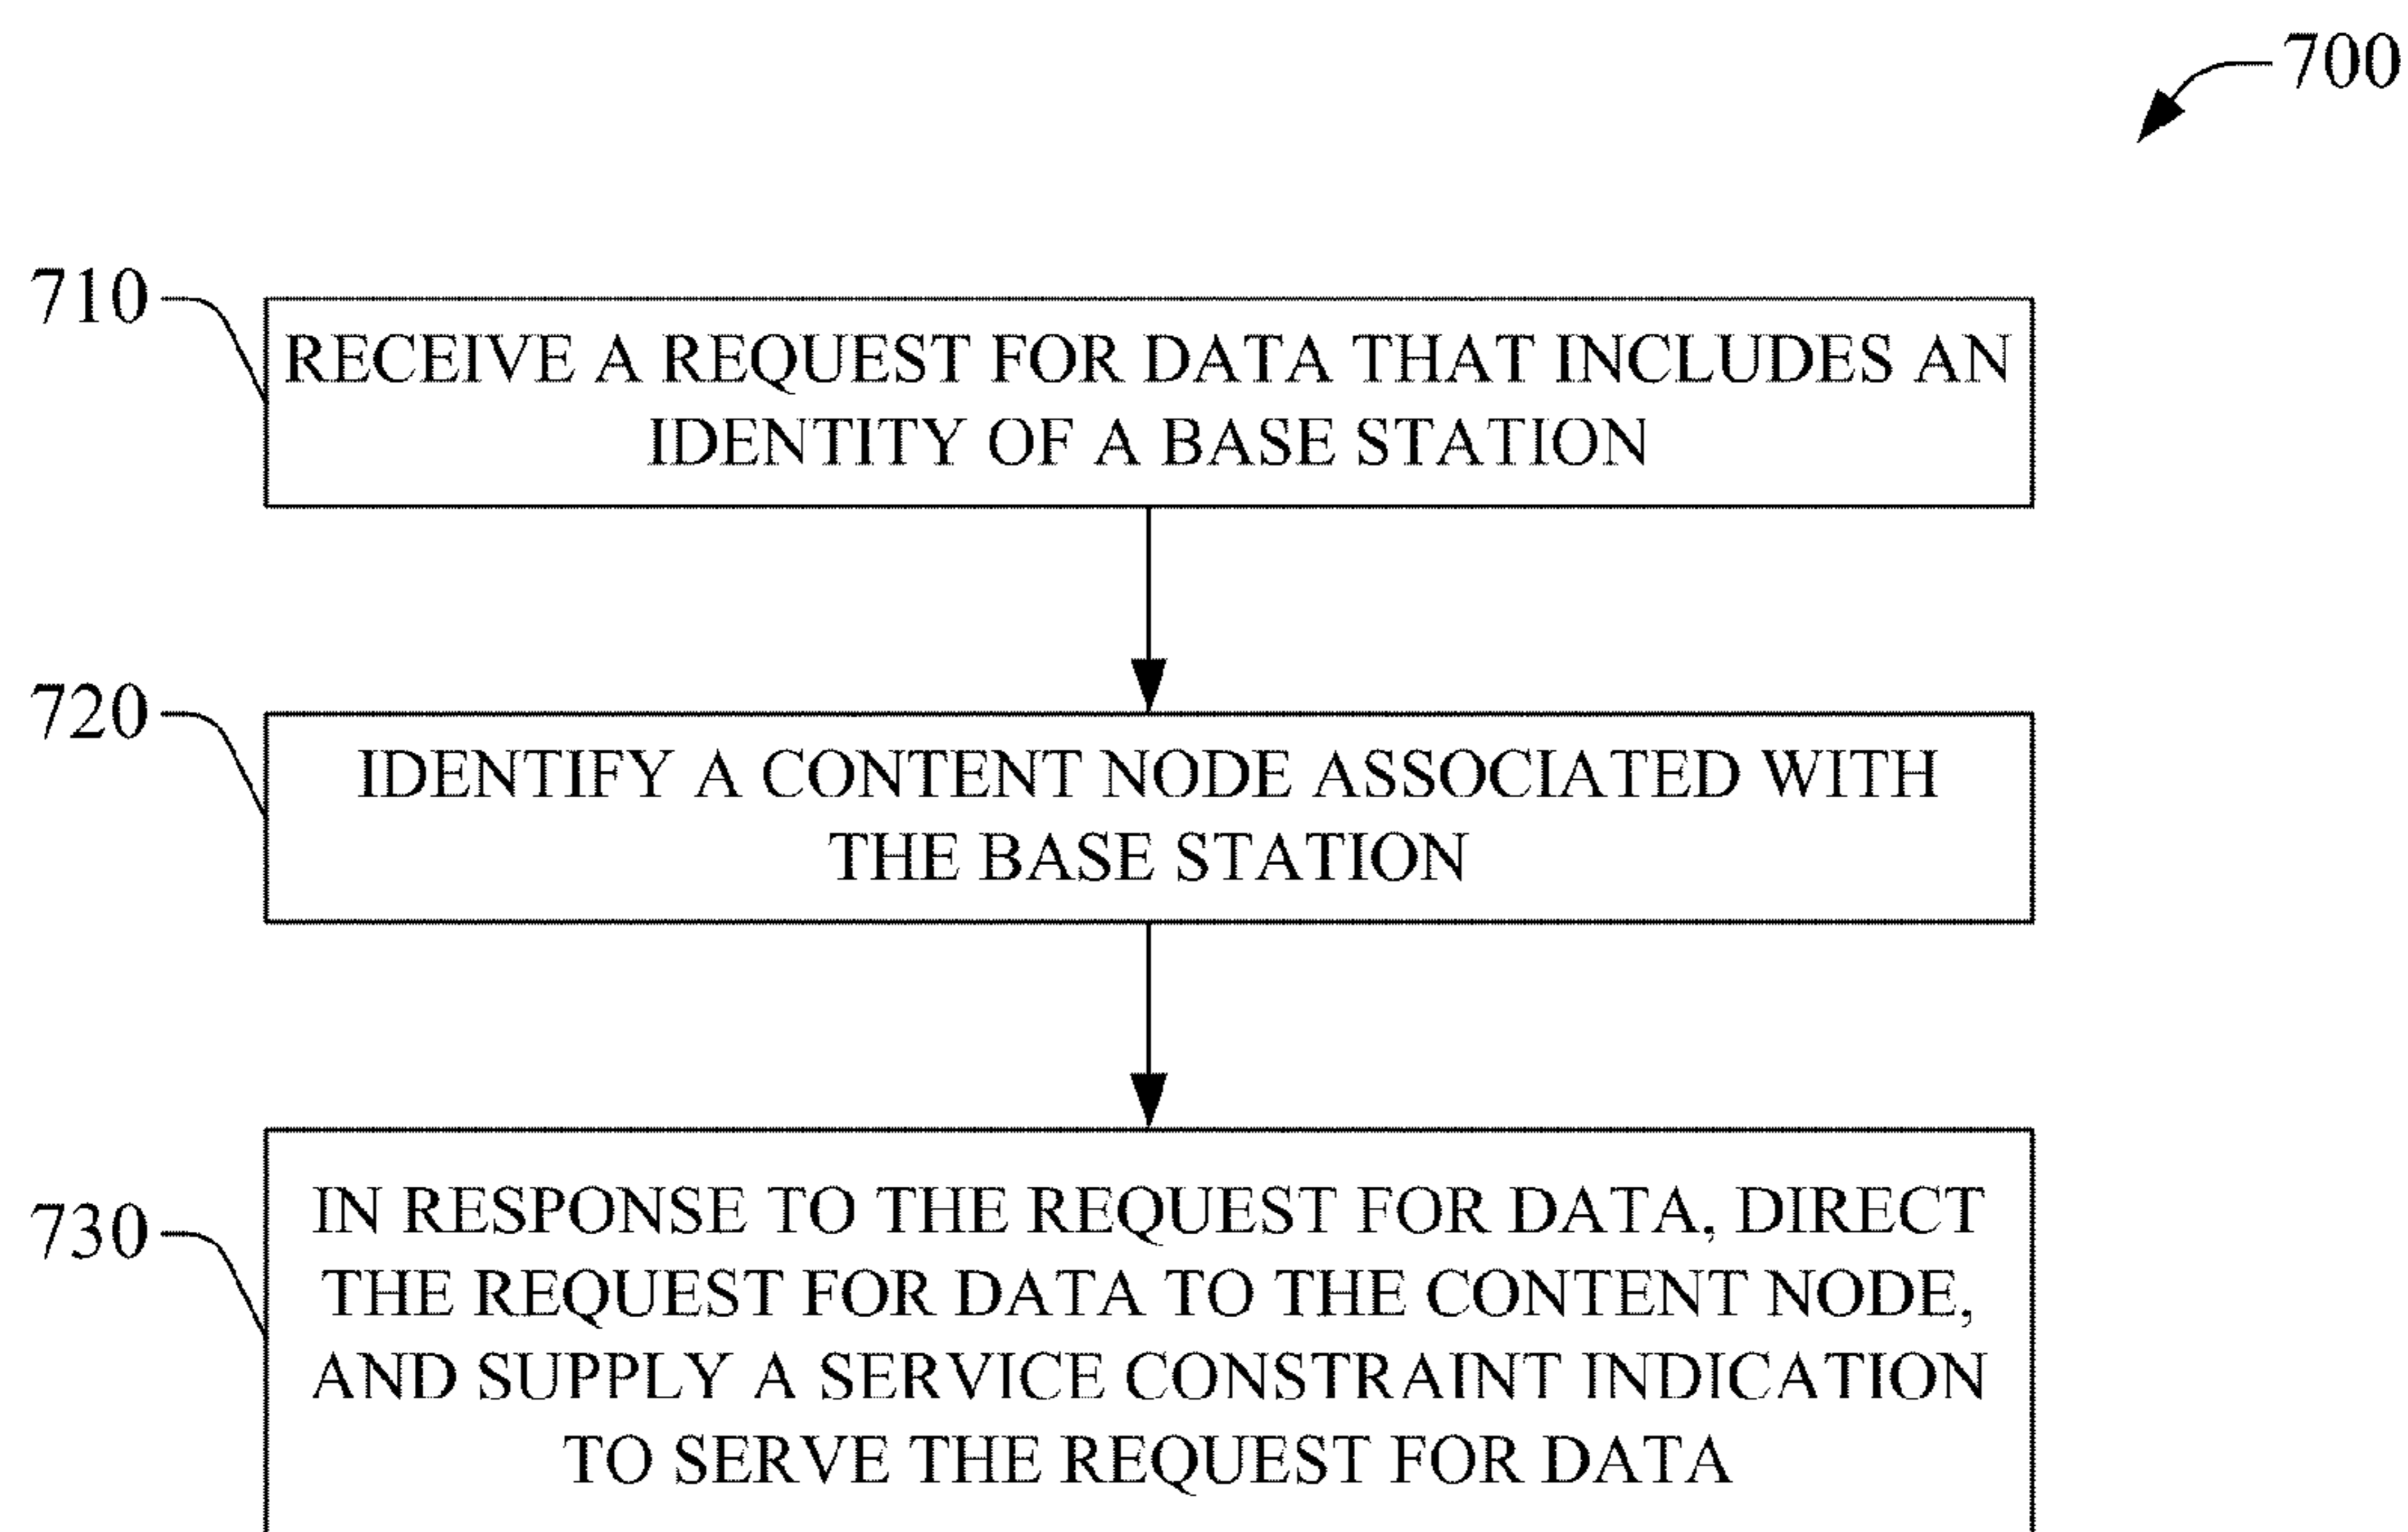 700
710
RECEIVE A REQUEST FOR DATA THAT INCLUDES AN
IDENTITY OF A BASE STATION
720
IDENTIFY A CONTENT NODE ASSOCIATED WITH
THE BASE STATION
730
IN RESPONSE TO THE REQUEST FOR DATA, DIRECT
THE REQUEST FOR DATA TO THE CONTENT NODE,
AND SUPPLY A SERVICE CONSTRAINT INDICATION
TO SERVE THE REQUEST FOR DATA